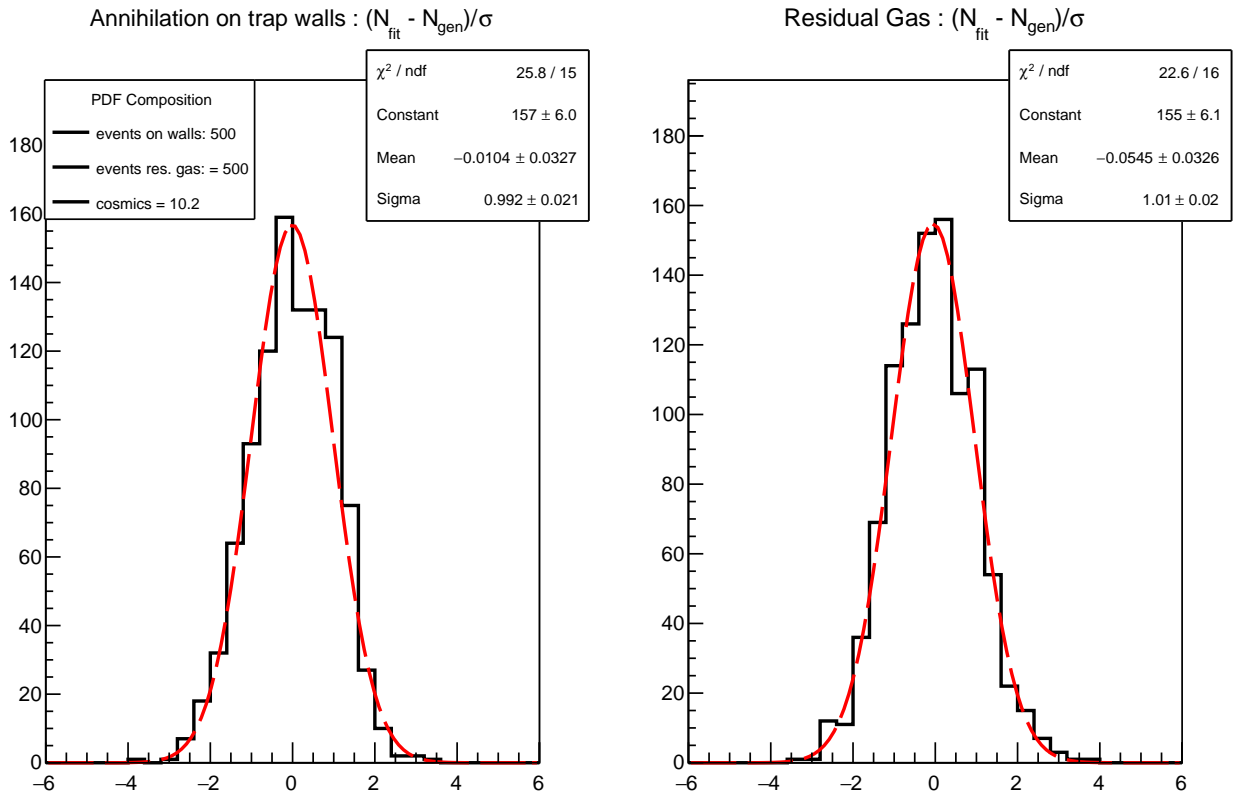 Annihilation on trap walls : (N_fit - N_gen)/σ
PDF Composition
events on walls: 500
events res. gas: = 500
cosmics = 10.2
χ² / ndf 25.8 / 15
Constant 157 ± 6.0
Mean −0.0104 ± 0.0327
Sigma 0.992 ± 0.021
180
160
140
120
100
80
60
40
20
0
−6 −4 −2 0 2 4 6
Residual Gas : (N_fit - N_gen)/σ
χ² / ndf 22.6 / 16
Constant 155 ± 6.1
Mean −0.0545 ± 0.0326
Sigma 1.01 ± 0.02
180
160
140
120
100
80
60
40
20
0
−6 −4 −2 0 2 4 6